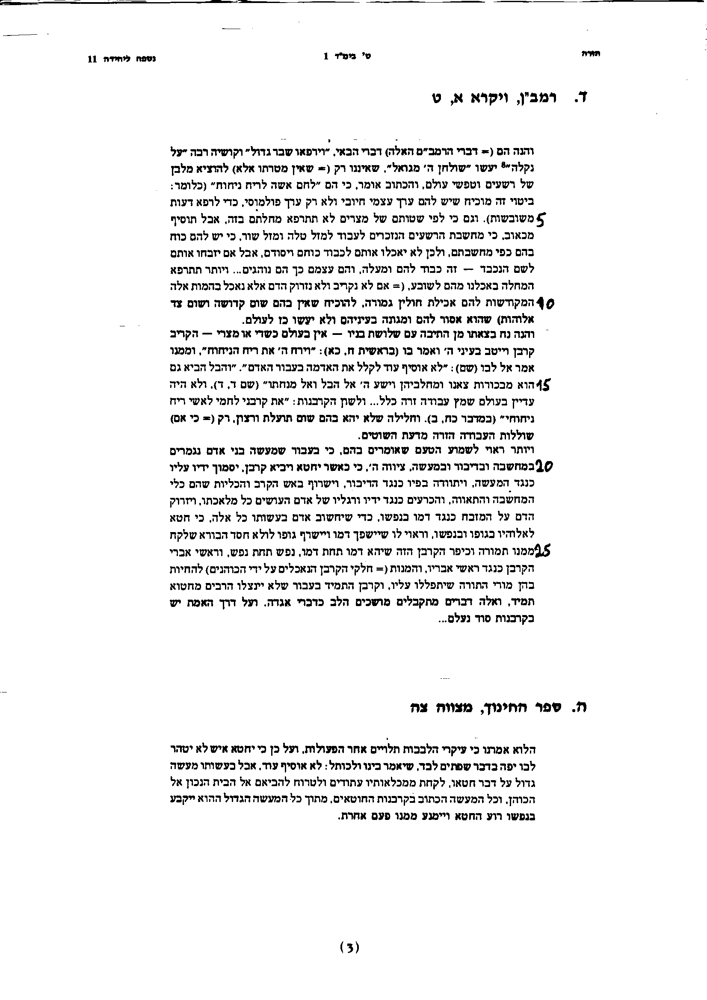 תורה ט' בימ"ד 1 נספח ליחידה 11
ד. רמב"ן, ויקרא א, ט
והנה הם (= דברי הרמב"ם האלה) דברי הבאי, "וירפאו שבר גדול" וקושיה רבה "על
נקלה"8 יעשו "שולחן ה' מגואל", שאיננו רק (= שאין מטרתו אלא) להוציא מלבן
של רשעים וטפשי עולם, והכתוב אומר, כי הם "לחם אשה לריח ניחוח" (כלומר:
ביטוי זה מוכיח שיש להם ערך עצמי חיובי ולא רק ערך פולמוסי, כדי לרפא דעות
5 משובשות). וגם כי לפי שטותם של מצרים לא תתרפא מחלתם בזה, אבל תוסיף
מכאוב, כי מחשבת הרשעים הנזכרים לעבוד למזל טלה ומזל שור, כי יש להם כוח
בהם כפי מחשבתם, ולכן לא יאכלו אותם לכבוד כוחם ויסודם, אבל אם יזבחו אותם
לשם הנכבד — זה כבוד להם ומעלה, והם עצמם כך הם נוהגים... ויותר תתרפא
המחלה באכלנו מהם לשובע, (= אם לא נקריב ולא נזרוק הדם אלא נאכל בהמות אלה
10 המקודשות להם אכילת חולין גמורה, להוכיח שאין בהם שום קדושה ושום צד
אלוהות) שהוא אסור להם ומגונה בעיניהם ולא יעשו כז לעולם.
והנה נח בצאתו מן התיבה עם שלושת בניו — אין בעולם כשדי או מצרי — הקריב
קרבן וייטב בעיני ה' ואמר בו (בראשית ח, כא): "וירח ה' את ריח הניחוח", וממנו
אמר אל לבו (שם): "לא אוסיף עוד לקלל את האדמה בעבור האדם". "והבל הביא גם
15 הוא מבכורות צאנו ומחלביהן וישע ה' אל הבל ואל מנחתו" (שם ד, ד), ולא היה
עדיין בעולם שמץ עבודה זרה כלל... ולשון הקרבנות: "את קרבני לחמי לאשי ריח
ניחוחי" (במדבר כח, ב). וחלילה שלא יהא בהם שום תועלת ורצון, רק (= כי אם)
שוללות העבודה הזרה מדעת השוטים.
ויותר ראוי לשמוע הטעם שאומרים בהם, כי בעבור שמעשה בני אדם נגמרים
20 במחשבה ובדיבור ובמעשה, ציווה ה', כי כאשר יחטא ויביא קרבן, יסמוך ידיו עליו
כנגד המעשה, ויתוודה בפיו כנגד הדיבור, וישרוף באש הקרב והכליות שהם כלי
המחשבה והתאווה, והכרעים כנגד ידיו ורגליו של אדם העושים כל מלאכתו, ויזרוק
הדם על המזבח כנגד דמו בנפשו, כדי שיחשוב אדם בעשותו כל אלה, כי חטא
לאלוהיו בגופו ובנפשו, וראוי לו שיישפך דמו ויישרף גופו לולא חסד הבורא שלקח
25 ממנו תמורה וכיפר הקרבן הזה שיהא דמו תחת דמו, נפש תחת נפש, וראשי אברי
הקרבן כנגד ראשי אבריו, והמנות (= חלקי הקרבן הנאכלים על ידי הכוהנים) להחיות
בהן מורי התורה שיתפללו עליו, וקרבן התמיד בעבור שלא יינצלו הרבים מחטוא
תמיד, ואלה דברים מתקבלים מושכים הלב כדברי אגדה. ועל דרך האמת יש
בקרבנות סוד נעלם...
ה. ספר החינוך, מצווה צה
הלוא אמרנו כי עיקרי הלבבות תלויים אחר הפעולות, ועל כן כי יחטא איש לא יטהר
לבו יפה בדבר שפתים לבד, שיאמר בינו ולכותל: לא אוסיף עוד, אבל בעשותו מעשה
גדול על דבר חטאו, לקחת ממכלאותיו עתודים ולטרוח להביאם אל הבית הנכון אל
הכוהן, וכל המעשה הכתוב בקרבנות החוטאים, מתוך כל המעשה הגדול ההוא ייקבע
בנפשו רוע החטא ויימנע ממנו פעם אחרת.
(3)